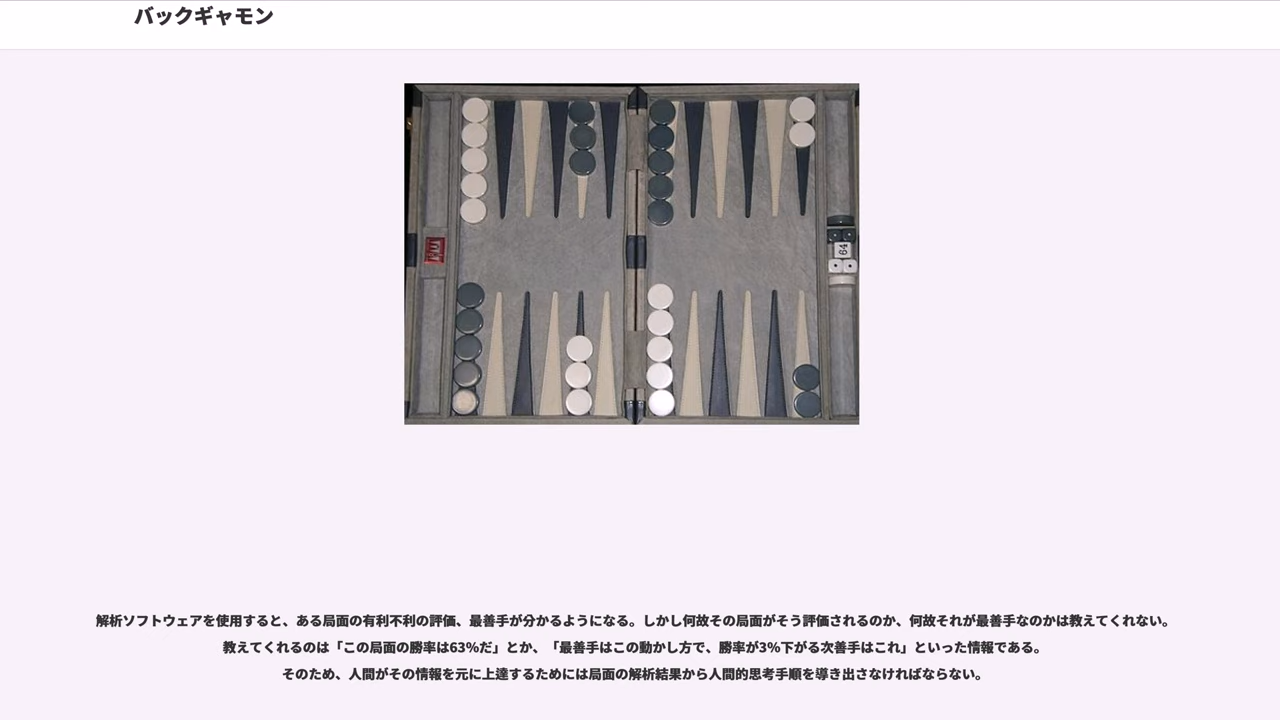 バックギャモン
64
解析ソフトウェアを使用すると、ある局面の有利不利の評価、最善手が分かるようになる。しかし何故その局面がそう評価されるのか、何故それが最善手なのかは教えてくれない。
教えてくれるのは「この局面の勝率は63%だ」とか、「最善手はこの動かし方で、勝率が3%下がる次善手はこれ」といった情報である。
そのため、人間がその情報を元に上達するためには局面の解析結果から人間的思考手順を導き出さなければならない。